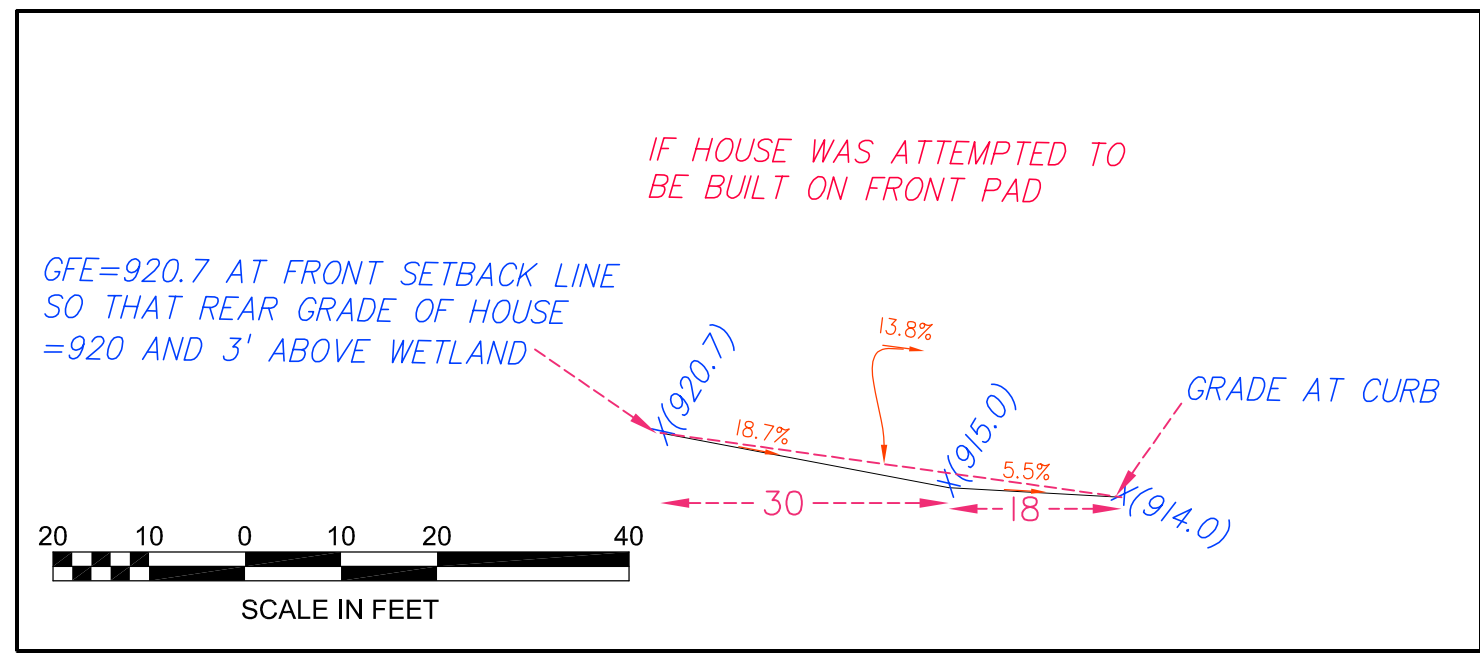 IF HOUSE WAS ATTEMPTED TO
BE BUILT ON FRONT PAD
GFE=920.7 AT FRONT SETBACK LINE
SO THAT REAR GRADE OF HOUSE
=920 AND 3' ABOVE WETLAND
X(920.7)
13.8%
18.7%
X(915.0)
GRADE AT CURB
5.5%
30
18
X(914.0)
20 10 0 10 20 40
SCALE IN FEET